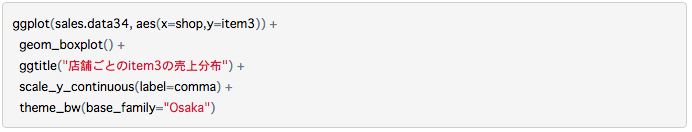 ggplot(sales.data34, aes(x=shop,y=item3)) +
  geom_boxplot() +
  ggtitle("店舗ごとのitem3の売上分布") +
  scale_y_continuous(label=comma) +
  theme_bw(base_family="Osaka")